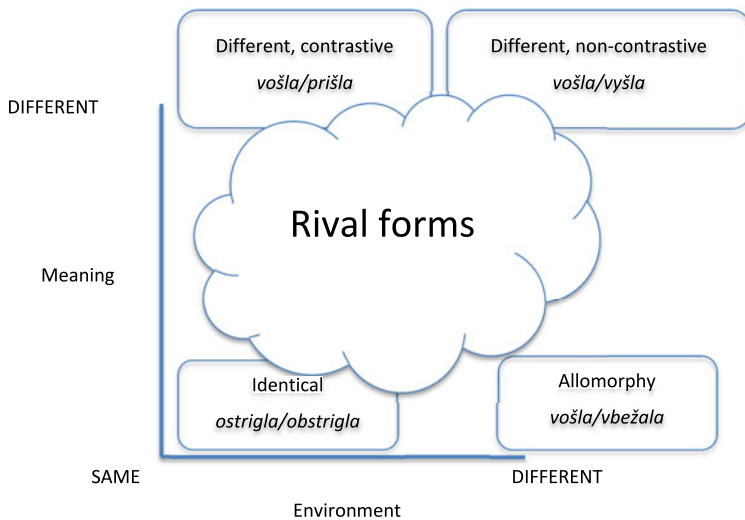 Different, contrastive
vošla/prišla
Different, non-contrastive
vošla/vyšla
DIFFERENT
Rival forms
Meaning
Identical
ostrigla/obstrigla
Allomorphy
vošla/vbežala
SAME
DIFFERENT
Environment